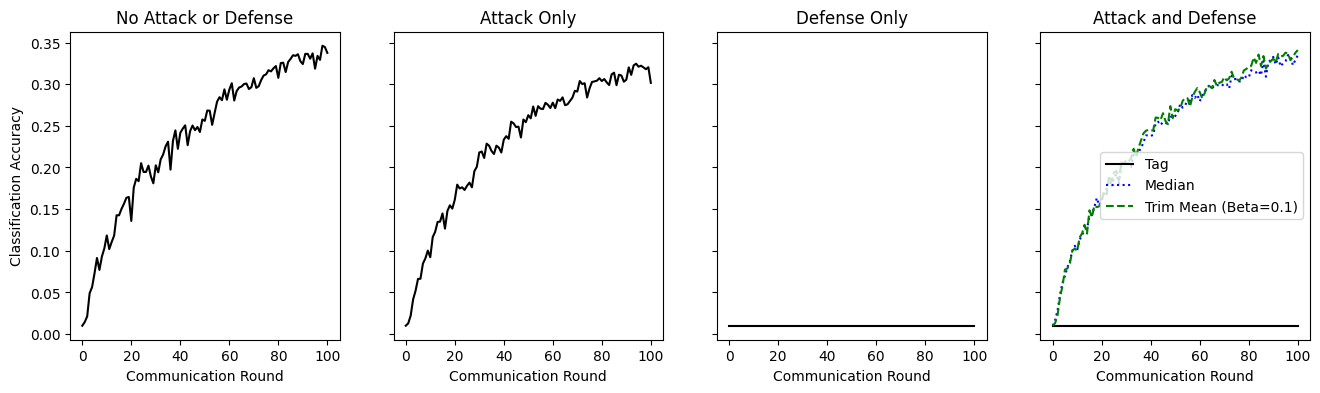 No Attack or Defense
Attack Only
Defense Only
Attack and Defense
Classification Accuracy
0.35
0.30
0.25
0.20
0.15
0.10
0.05
0.00
0 20 40 60 80 100
0 20 40 60 80 100
0 20 40 60 80 100
0 20 40 60 80 100
Communication Round
Communication Round
Communication Round
Communication Round
Tag
Median
Trim Mean (Beta=0.1)